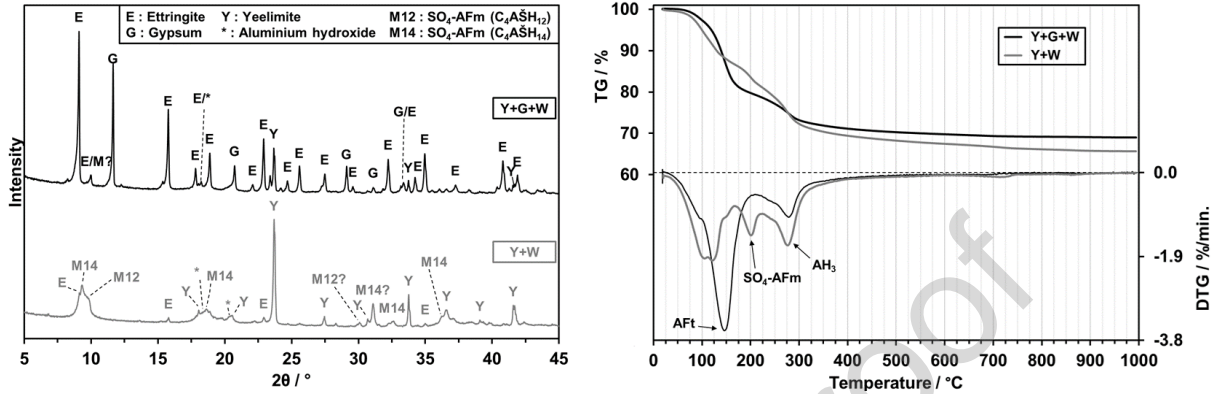 E : Ettringite Y : Yeelimite M12 : SO₄-AFm (C₄AŠH₁₂)
G : Gypsum * : Aluminium hydroxide M14 : SO₄-AFm (C₄AŠH₁₄)
E
G
E
E/*
E/M?
E
E
G
E
E
Y
E
E
E
G
E
G
E
G/E
Y
E
E
E
E
Y
E
Y+G+W
Y+W
E
M14
M12
E
Y
*
M14
*
Y
E
Y
Y
M12?
Y
M14?
M14
Y
E
M14
Y
Y
Y
Intensity
5 10 15 20 25 30 35 40 45
2θ / °
TG / %
100
90
80
70
60
Y+G+W
Y+W
0.0
-1.9
-3.8
DTG / %/min.
AFt
SO₄-AFm
AH₃
0 100 200 300 400 500 600 700 800 900 1000
Temperature / °C
oof